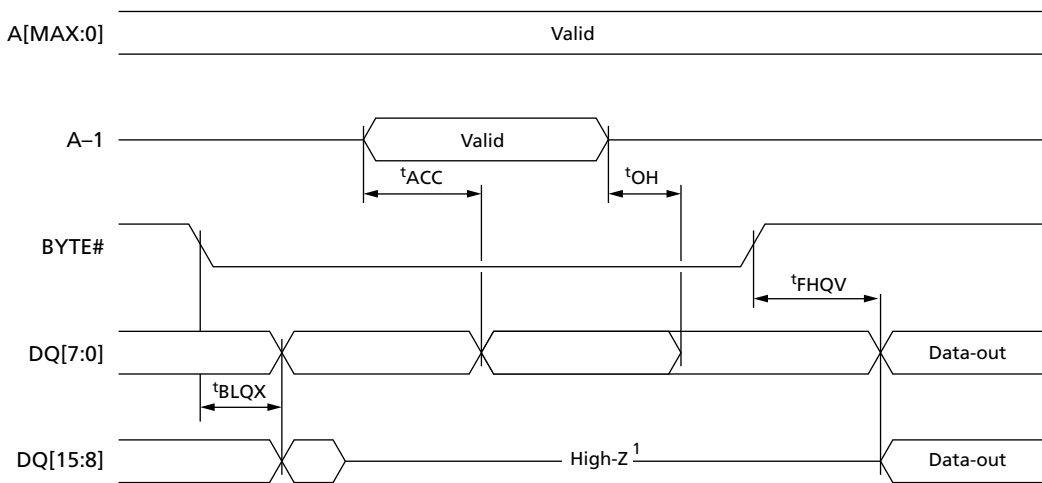 A[MAX:0]
Valid
A–1
Valid
tACC
tOH
BYTE#
tFHQV
DQ[7:0]
Data-out
tBLQX
DQ[15:8]
High-Z 1
Data-out